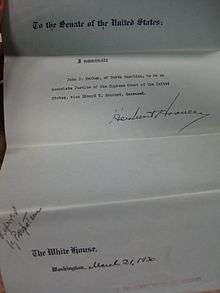 To the Senate of the United States:
I nominate
John J. Parker, of North Carolina, to be an
Associate Justice of the Supreme Court of the United
States, vice Edward T. Sanford, deceased.
Herbert Hoover
The White House,
Washington, March 21, 1930